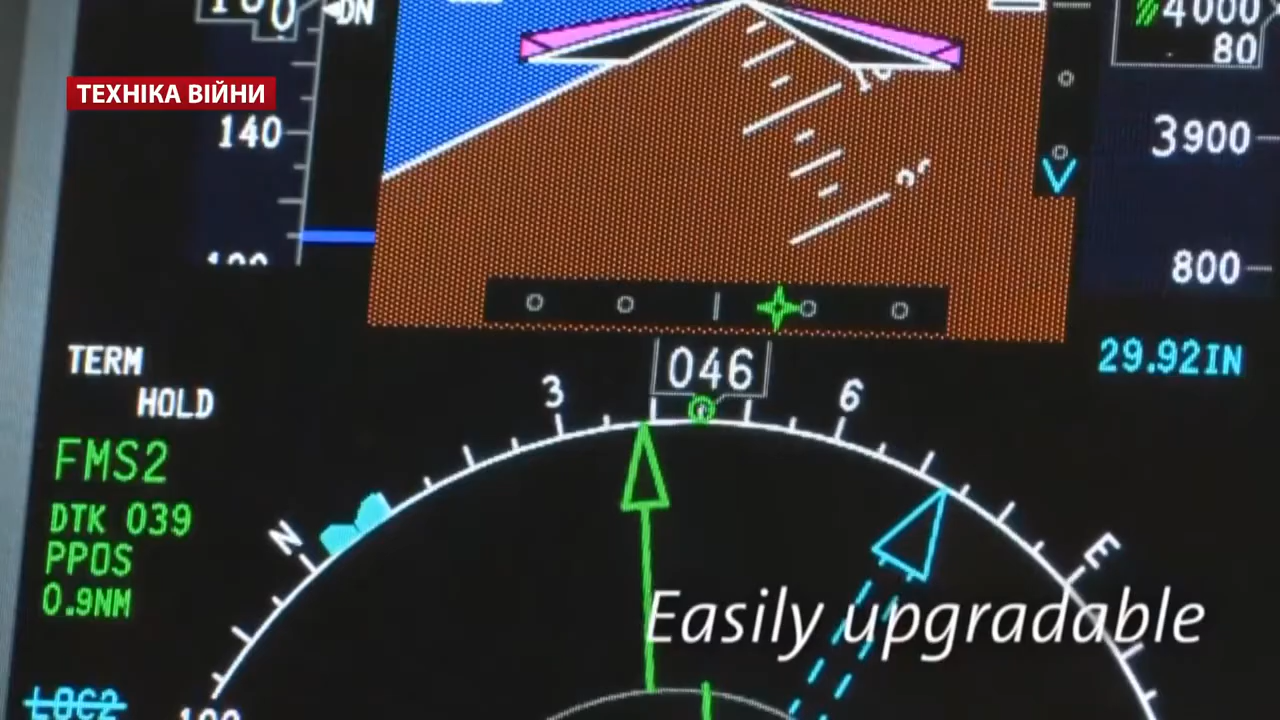 DN
4000
80
ТЕХНІКА ВІЙНИ
140
3900
800
29.92IN
TERM
HOLD
046
3
6
FMS2
DTK 039
PPOS
0.9NM
N
E
Easily upgradable
LOC2